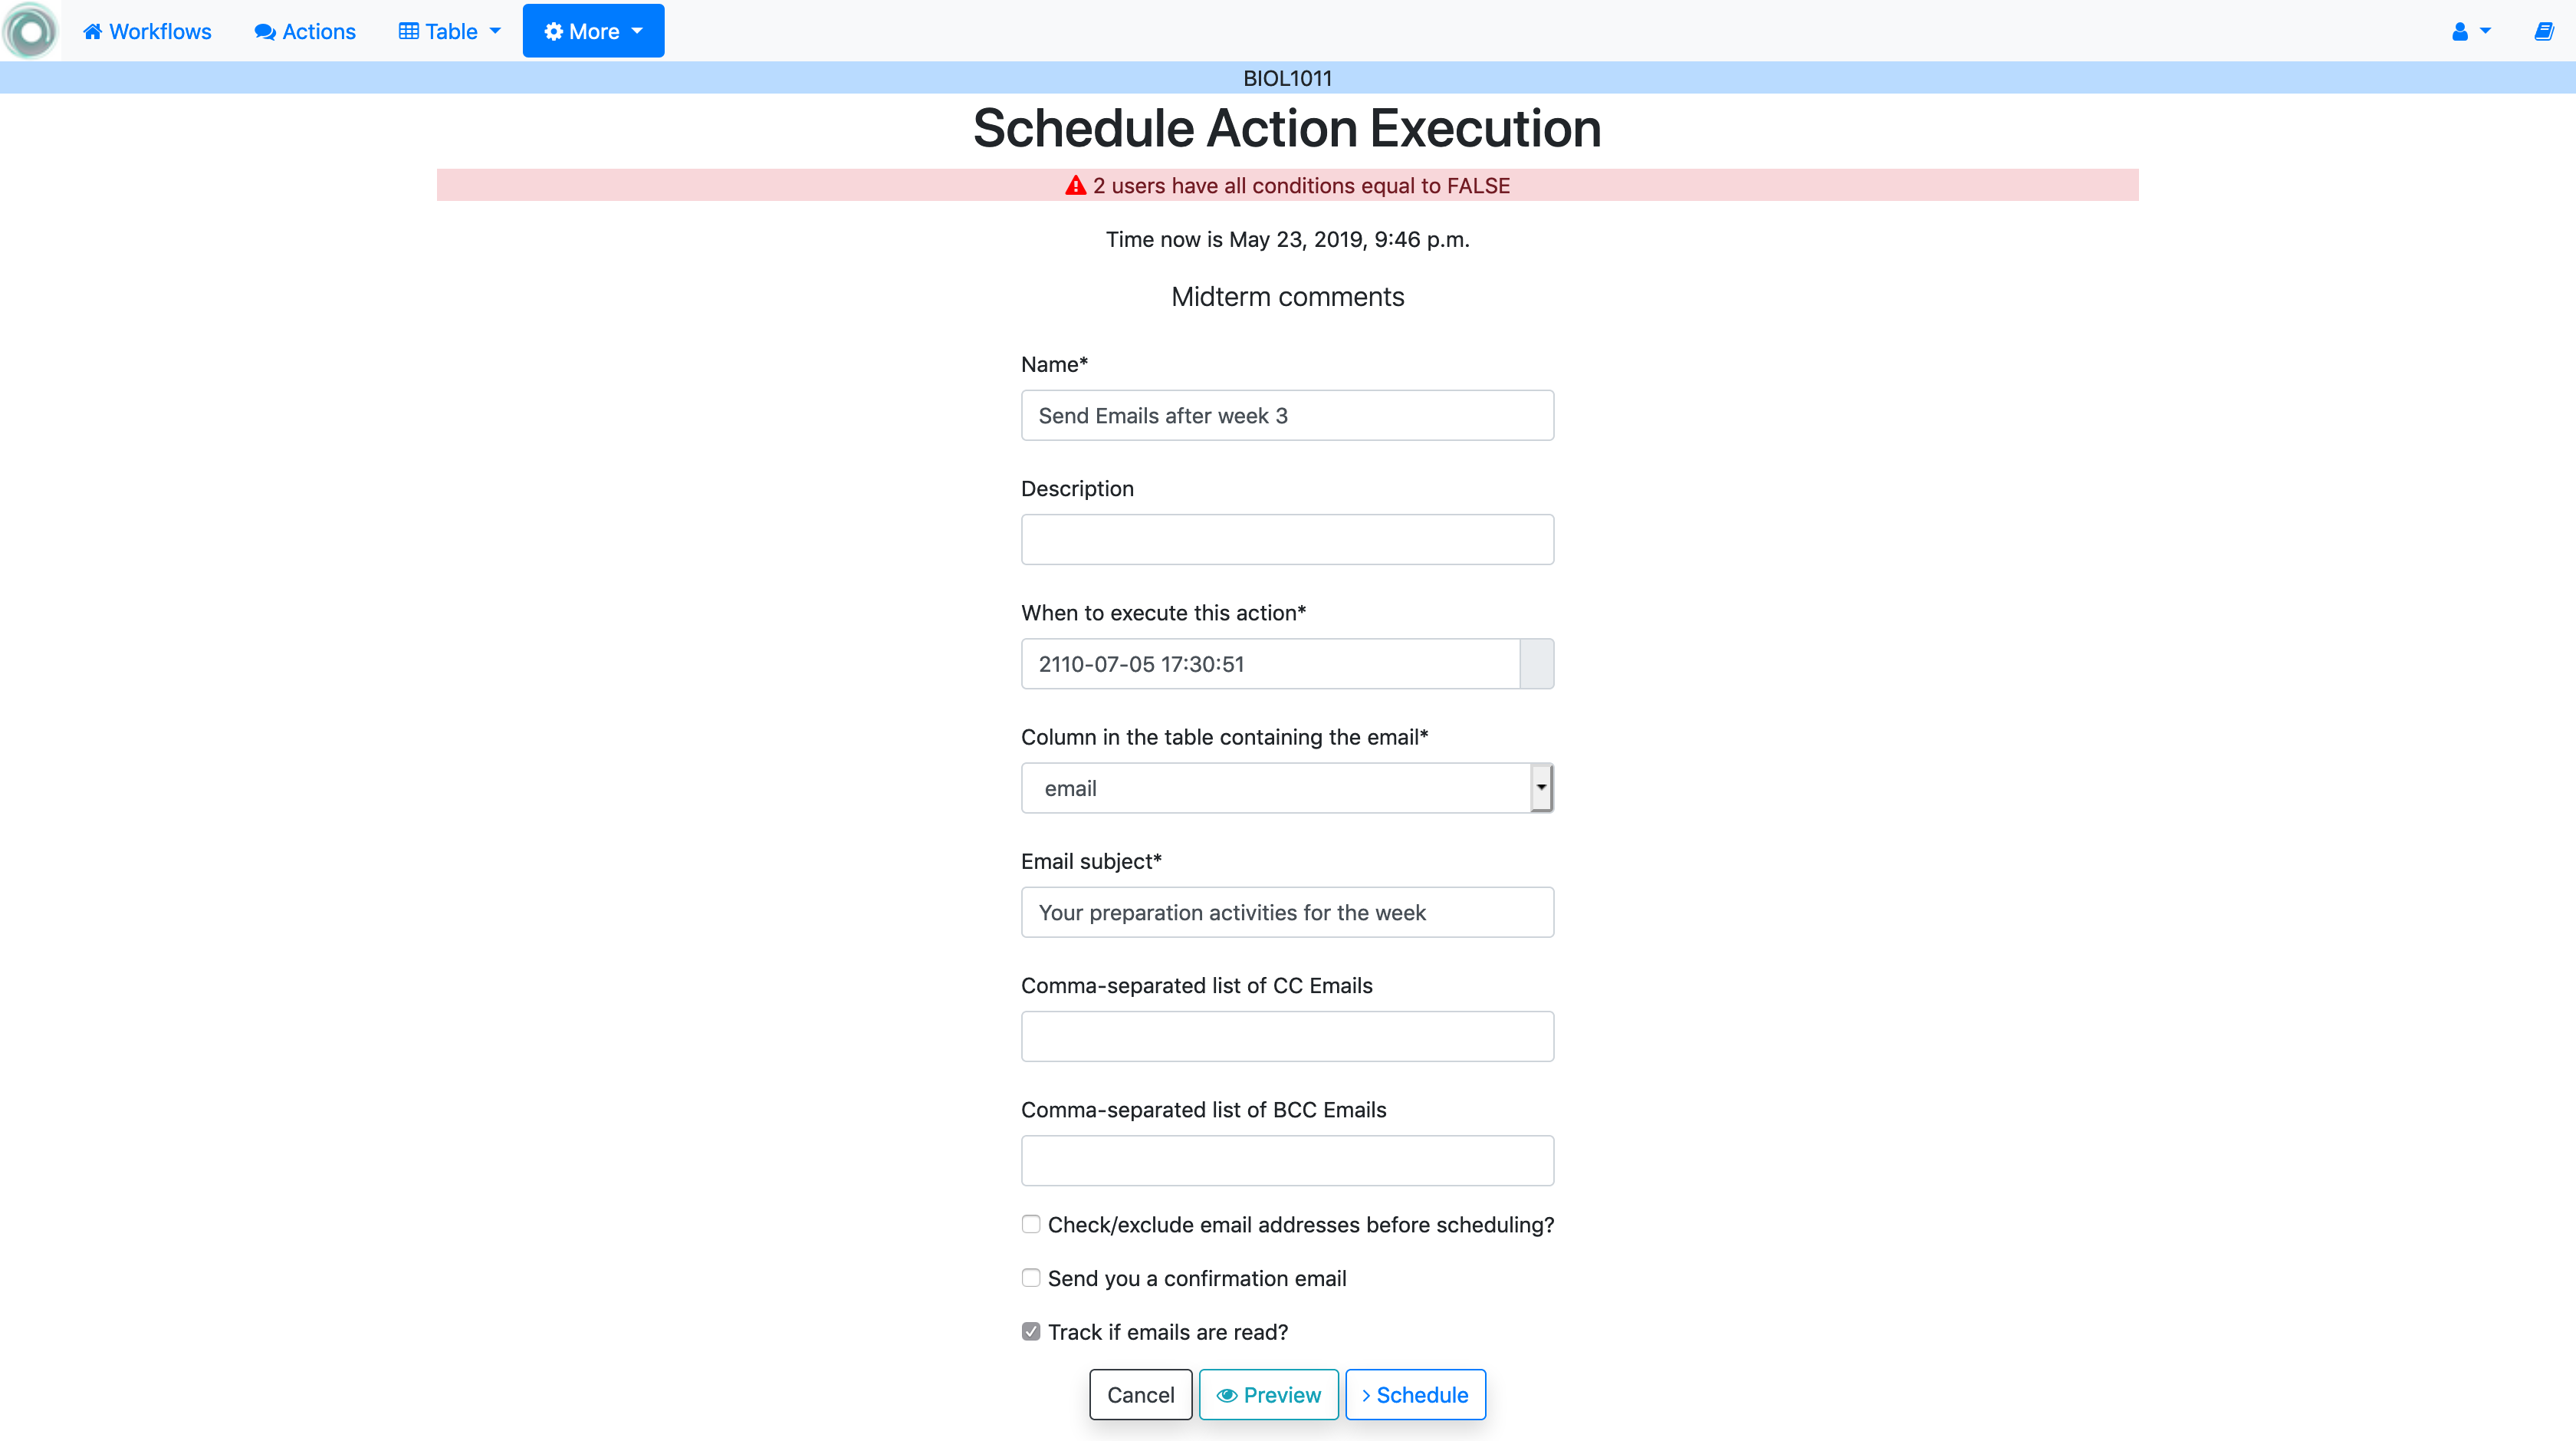 Workflows Actions Table More
BIOL1011
Schedule Action Execution
2 users have all conditions equal to FALSE
Time now is May 23, 2019, 9:46 p.m.
Midterm comments
Name*
Send Emails after week 3
Description
When to execute this action*
2110-07-05 17:30:51
Column in the table containing the email*
email
Email subject*
Your preparation activities for the week
Comma-separated list of CC Emails
Comma-separated list of BCC Emails
Check/exclude email addresses before scheduling?
Send you a confirmation email
Track if emails are read?
Cancel Preview Schedule